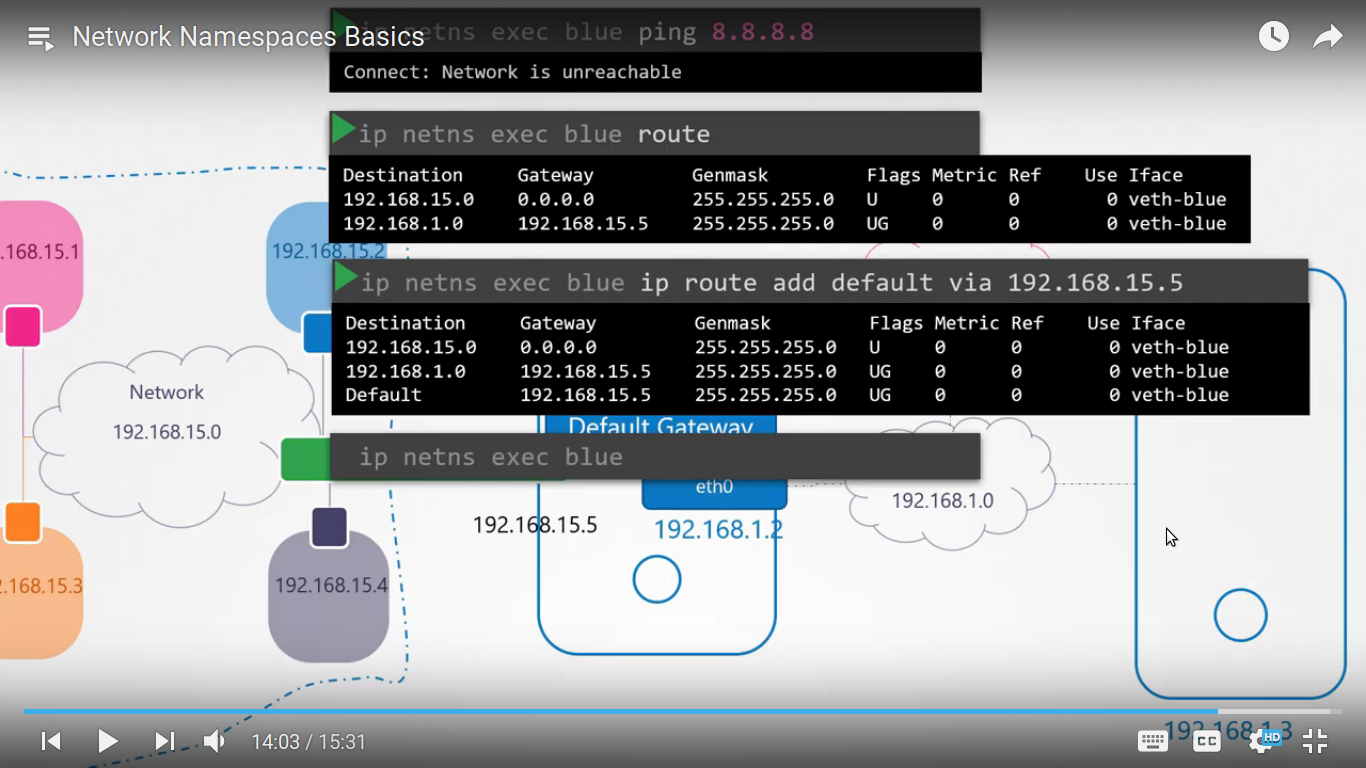 Network Namespaces Basics
ip netns exec blue ping 8.8.8.8
Connect: Network is unreachable
ip netns exec blue route
Destination Gateway Genmask Flags Metric Ref Use Iface
192.168.15.0 0.0.0.0 255.255.255.0 U 0 0 0 veth-blue
192.168.1.0 192.168.15.5 255.255.255.0 UG 0 0 0 veth-blue
.168.15.1
192.168.15.2
ip netns exec blue ip route add default via 192.168.15.5
Destination Gateway Genmask Flags Metric Ref Use Iface
192.168.15.0 0.0.0.0 255.255.255.0 U 0 0 0 veth-blue
192.168.1.0 192.168.15.5 255.255.255.0 UG 0 0 0 veth-blue
Default 192.168.15.5 255.255.255.0 UG 0 0 0 veth-blue
Network
192.168.15.0
Default Gateway
ip netns exec blue
eth0
192.168.1.0
192.168.15.5
192.168.1.2
2.168.15.3
192.168.15.4
192.168.1.3
14:03 / 15:31
CC
HD